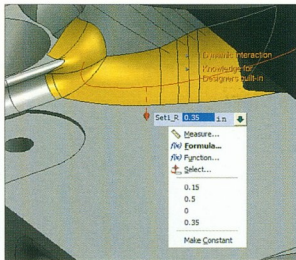 Dynamic Interaction
Knowledge for
Designers built-in
Set1_R 0.35 in
Measure...
f(x) Formula...
f(x) Function...
Select...
0.15
0.5
0
0.35
Make Constant